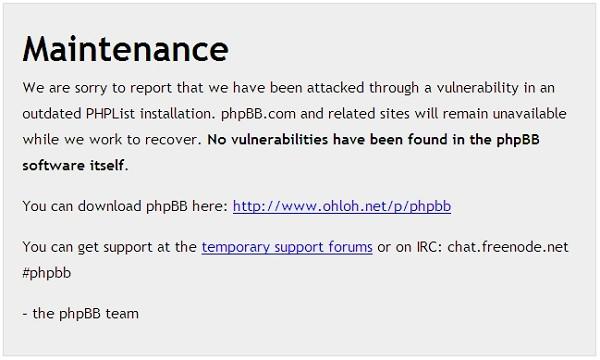 Maintenance
We are sorry to report that we have been attacked through a vulnerability in an
outdated PHPList installation. phpBB.com and related sites will remain unavailable
while we work to recover. No vulnerabilities have been found in the phpBB
software itself.
You can download phpBB here: http://www.ohloh.net/p/phpbb
You can get support at the temporary support forums or on IRC: chat.freenode.net
#phpbb
- the phpBB team